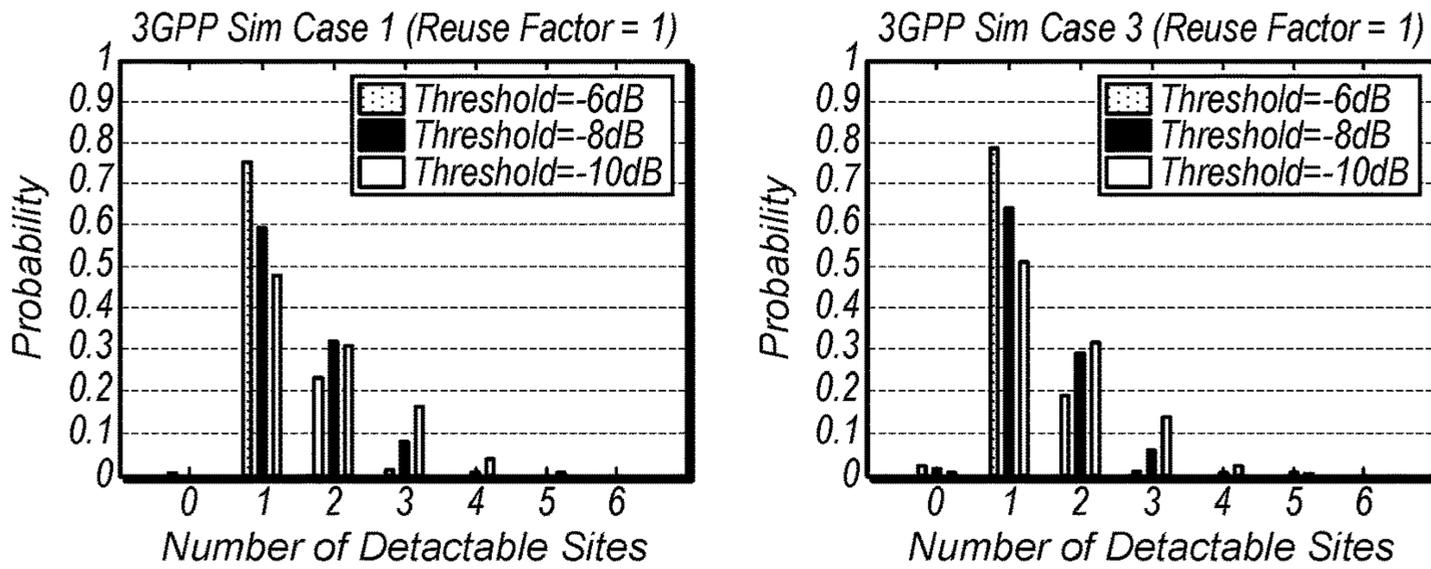 3GPP Sim Case 1 (Reuse Factor = 1)
Probability
1
0.9
0.8
0.7
0.6
0.5
0.4
0.3
0.2
0.1
0
Threshold=-6dB
Threshold=-8dB
Threshold=-10dB
0 1 2 3 4 5 6
Number of Detactable Sites
3GPP Sim Case 3 (Reuse Factor = 1)
Probability
1
0.9
0.8
0.7
0.6
0.5
0.4
0.3
0.2
0.1
0
Threshold=-6dB
Threshold=-8dB
Threshold=-10dB
0 1 2 3 4 5 6
Number of Detactable Sites